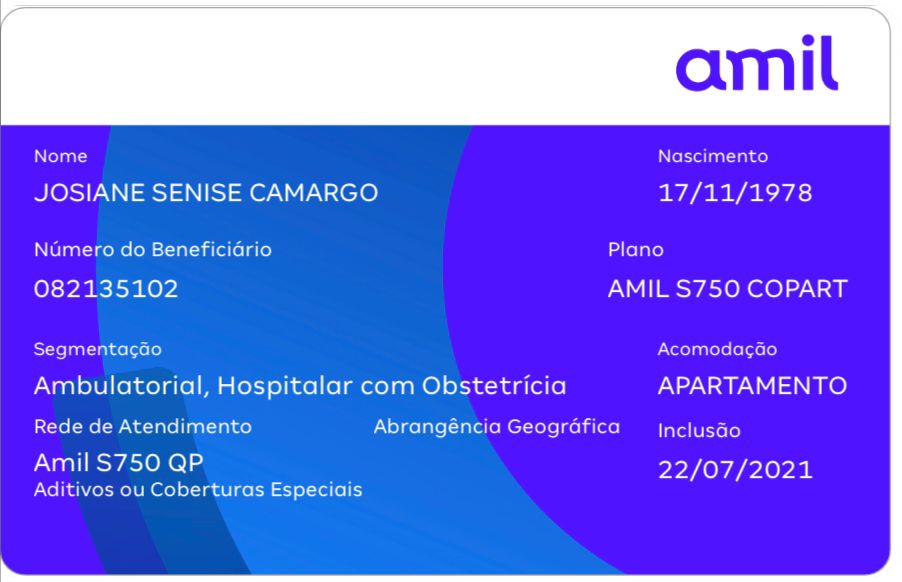 amil
Nome
Nascimento
JOSIANE SENISE CAMARGO
17/11/1978
Número do Beneficiário
Plano
082135102
AMIL S750 COPART
Segmentação
Acomodação
Ambulatorial, Hospitalar com Obstetrícia
APARTAMENTO
Rede de Atendimento
Abrangência Geográfica
Inclusão
Amil S750 QP
22/07/2021
Aditivos ou Coberturas Especiais